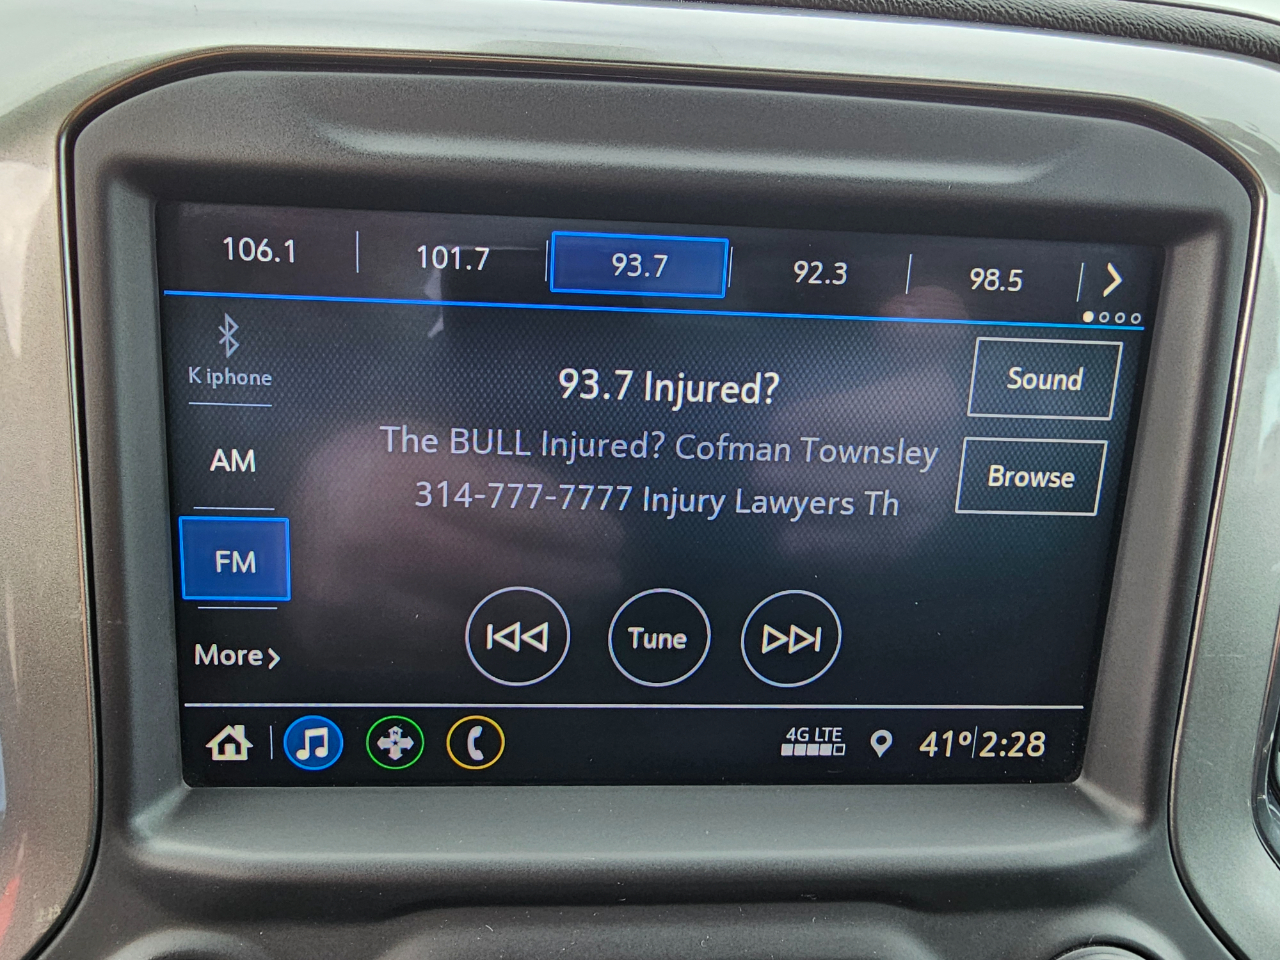 106.1 101.7 93.7 92.3 98.5
K iphone
93.7 Injured?
Sound
The BULL Injured? Cofman Townsley
AM
Browse
314-777-7777 Injury Lawyers Th
FM
More
Tune
4G LTE
41° 2:28